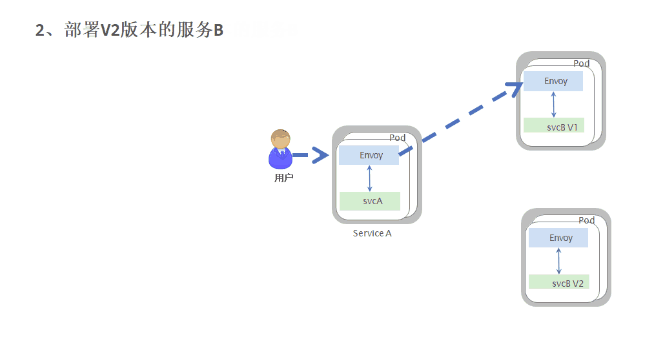 2、部署V2版本的服务B
Pod
Envoy
svcB V1
Pod
Envoy
svcA
用户
Service A
Pod
Envoy
svcB V2